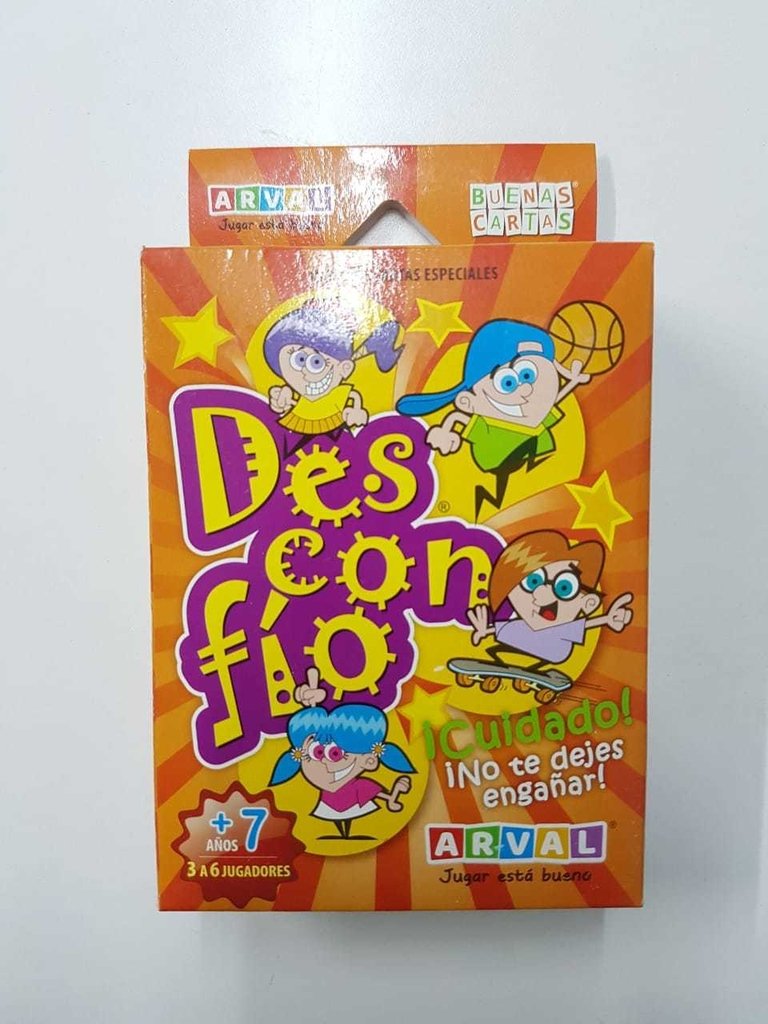 ARVAL
Jugar está
BUENAS®
CARTAS
ESPECIALES
Des
con
fío
®
¡Cuidado!
¡No te dejes
engañar!
+7
AÑOS
3 A 6 JUGADORES
ARVAL®
Jugar está bueno